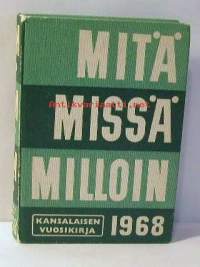 MITÄ
MISSÄ
MILLOIN
KANSALAISEN
VUOSIKIRJA
1968